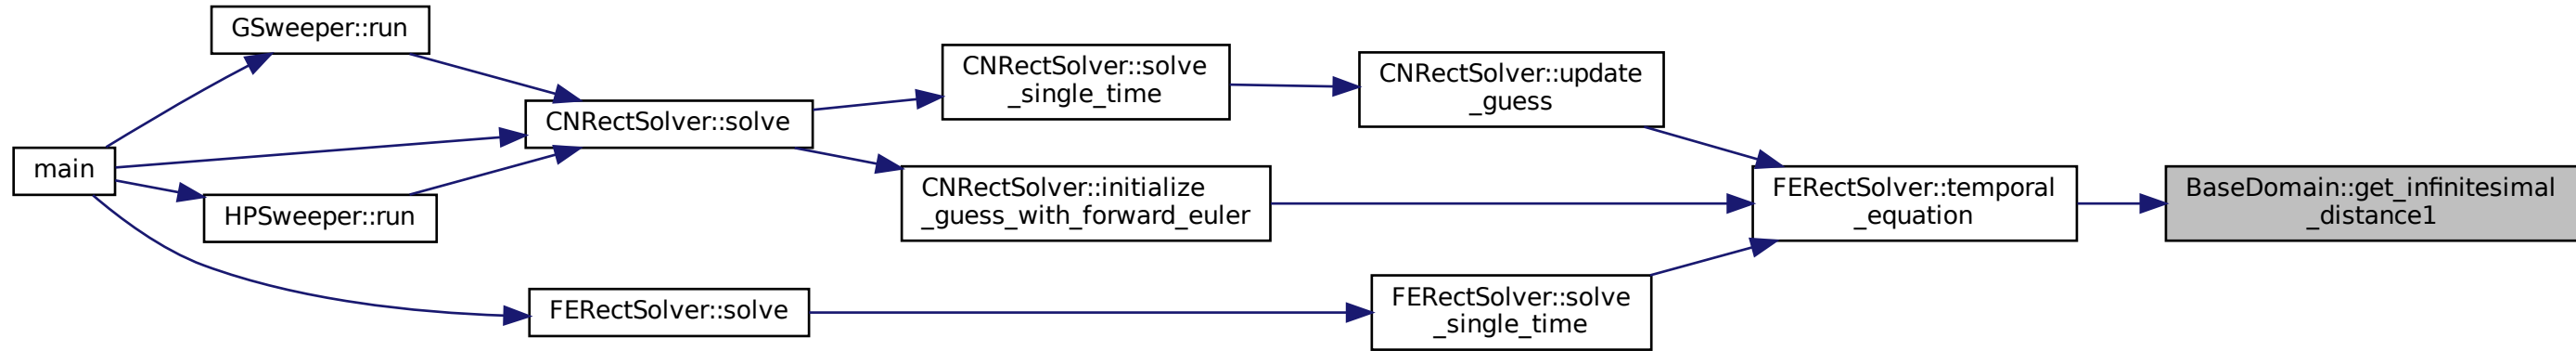 GSweeper::run
CNRectSolver::solve
_single_time
CNRectSolver::update
_guess
CNRectSolver::solve
main
CNRectSolver::initialize
_guess_with_forward_euler
FERectSolver::temporal
_equation
BaseDomain::get_infinitesimal
_distance1
HPSweeper::run
FERectSolver::solve
FERectSolver::solve
_single_time